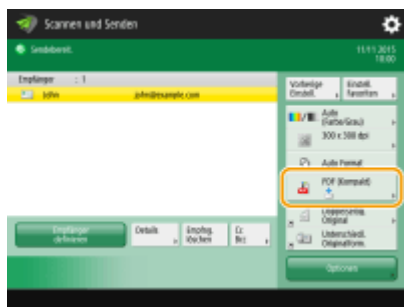 Scannen und Senden
Sendebereit.
11/11 2015
18:00
Empfänger : 1
John john@example.com
Vorherige Einstell.
Einstell. Favoriten
Auto (Farbe/Grau)
300 x 300 dpi
Auto Format
PDF (Kompakt)
Doppelseitig. Original
Unterschiedl. Originalform.
Empfänger definieren
Details
Empfng. löschen
Cc Bcc
Optionen